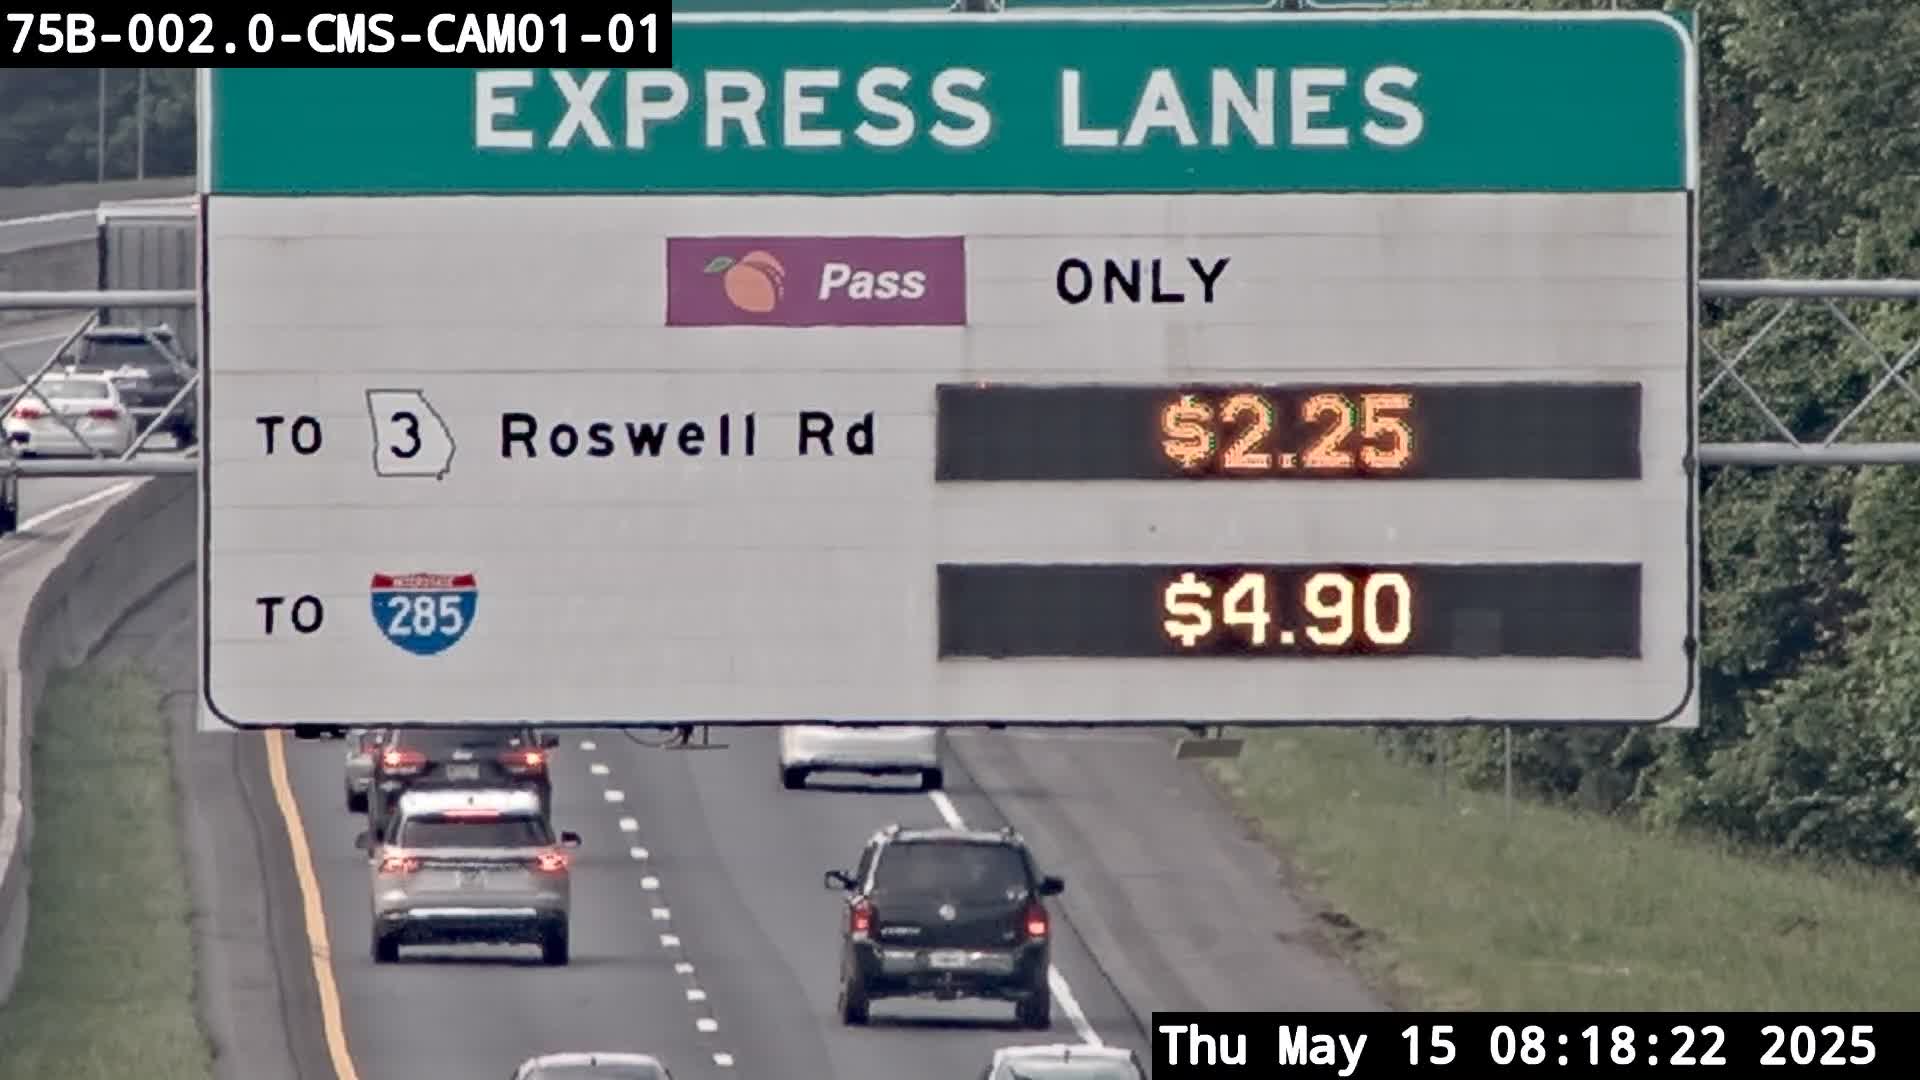 75B-002.0-CMS-CAM01-01
EXPRESS LANES
Pass ONLY
TO 3 Roswell Rd $2.25
INTERSTATE
TO 285 $4.90
Thu May 15 08:18:22 2025